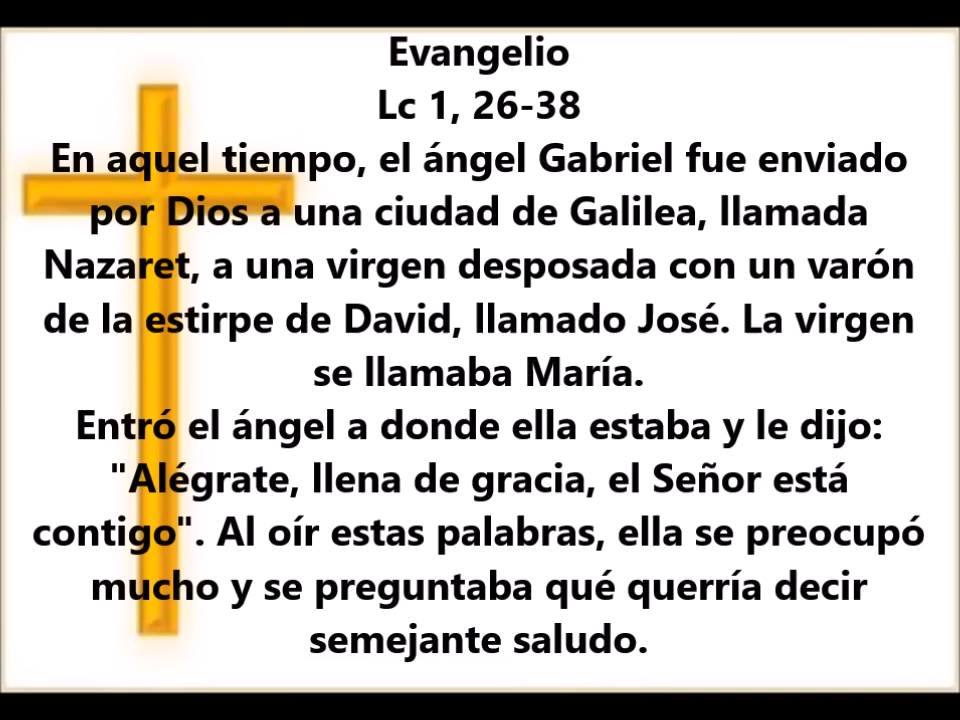 Evangelio
Lc 1, 26-38
En aquel tiempo, el ángel Gabriel fue enviado
por Dios a una ciudad de Galilea, llamada
Nazaret, a una virgen desposada con un varón
de la estirpe de David, llamado José. La virgen
se llamaba María.
Entró el ángel a donde ella estaba y le dijo:
"Alégrate, llena de gracia, el Señor está
contigo". Al oír estas palabras, ella se preocupó
mucho y se preguntaba qué querría decir
semejante saludo.